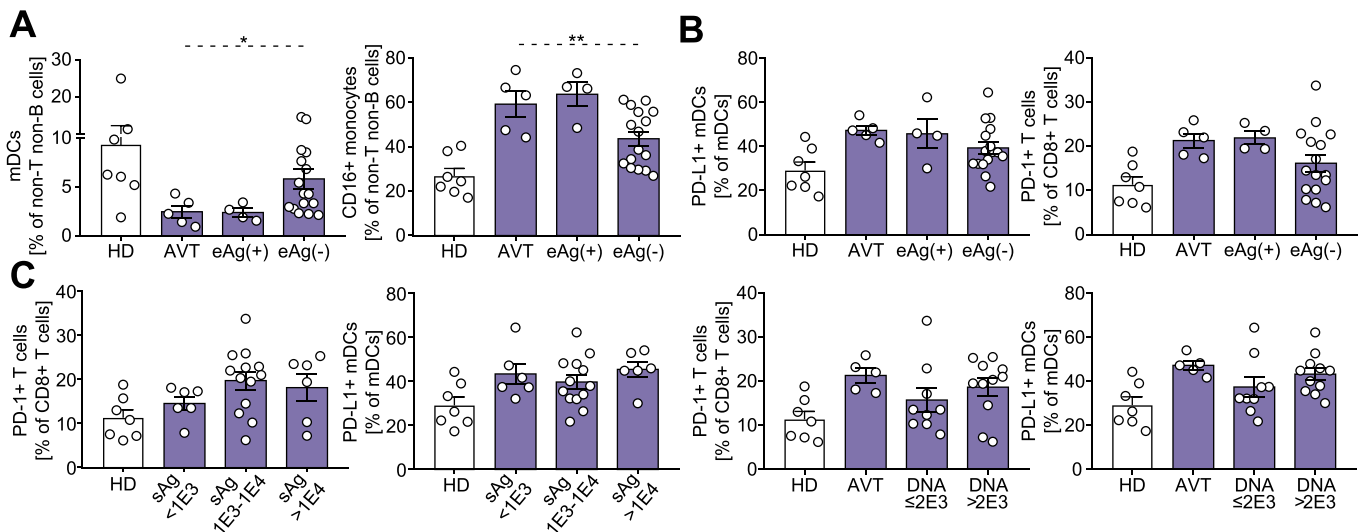 A
mDCs
[% of non-T non-B cells]
30
20
10
5
0
*
HD
AVT
eAg(+)
eAg(-)
CD16+ monocytes
[% of non-T non-B cells]
80
60
40
20
0
**
HD
AVT
eAg(+)
eAg(-)
B
PD-L1+ mDCs
[% of mDCs]
80
60
40
20
0
HD
AVT
eAg(+)
eAg(-)
PD-1+ T cells
[% of CD8+ T cells]
40
30
20
10
0
HD
AVT
eAg(+)
eAg(-)
C
PD-1+ T cells
[% of CD8+ T cells]
40
30
20
10
0
HD
sAg
<1E3
sAg
1E3-1E4
sAg
>1E4
PD-L1+ mDCs
[% of mDCs]
80
60
40
20
0
HD
sAg
<1E3
sAg
1E3-1E4
sAg
>1E4
PD-1+ T cells
[% of CD8+ T cells]
40
30
20
10
0
HD
AVT
DNA
≤2E3
DNA
>2E3
PD-L1+ mDCs
[% of mDCs]
80
60
40
20
0
HD
AVT
DNA
≤2E3
DNA
>2E3